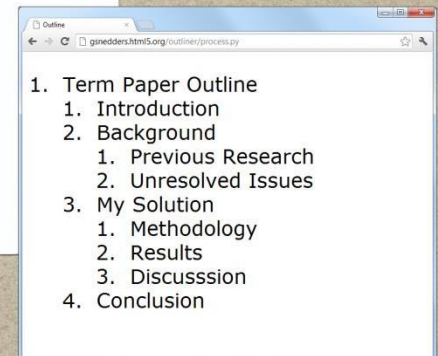 Outline
gsnedders.html5.org/outliner/process.py
1. Term Paper Outline
1. Introduction
2. Background
1. Previous Research
2. Unresolved Issues
3. My Solution
1. Methodology
2. Results
3. Discusssion
4. Conclusion